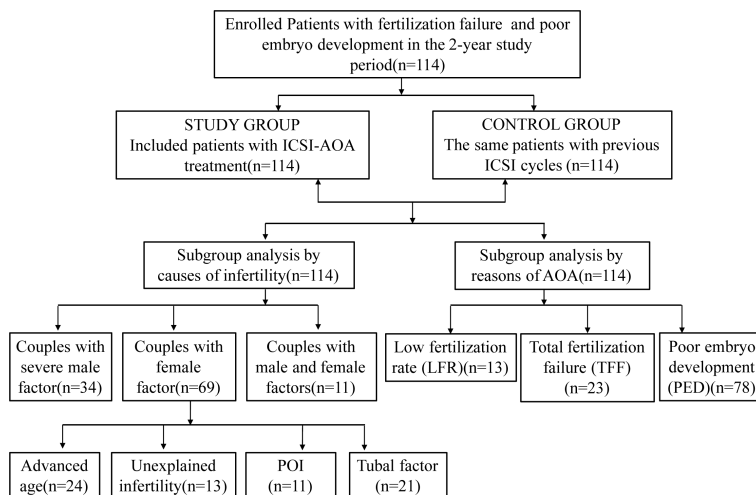 Enrolled Patients with fertilization failure and poor
embryo development in the 2-year study
period(n=114)
STUDY GROUP
Included patients with ICSI-AOA
treatment(n=114)
CONTROL GROUP
The same patients with previous
ICSI cycles (n=114)
Subgroup analysis by
causes of infertility(n=114)
Subgroup analysis by
reasons of AOA(n=114)
Couples with
severe male
factor(n=34)
Couples with
female
factor(n=69)
Couples with
male and female
factors(n=11)
Low fertilization
rate (LFR)(n=13)
Total fertilization
failure (TFF)
(n=23)
Poor embryo
development
(PED)(n=78)
Advanced
age(n=24)
Unexplained
infertility(n=13)
POI
(n=11)
Tubal factor
(n=21)